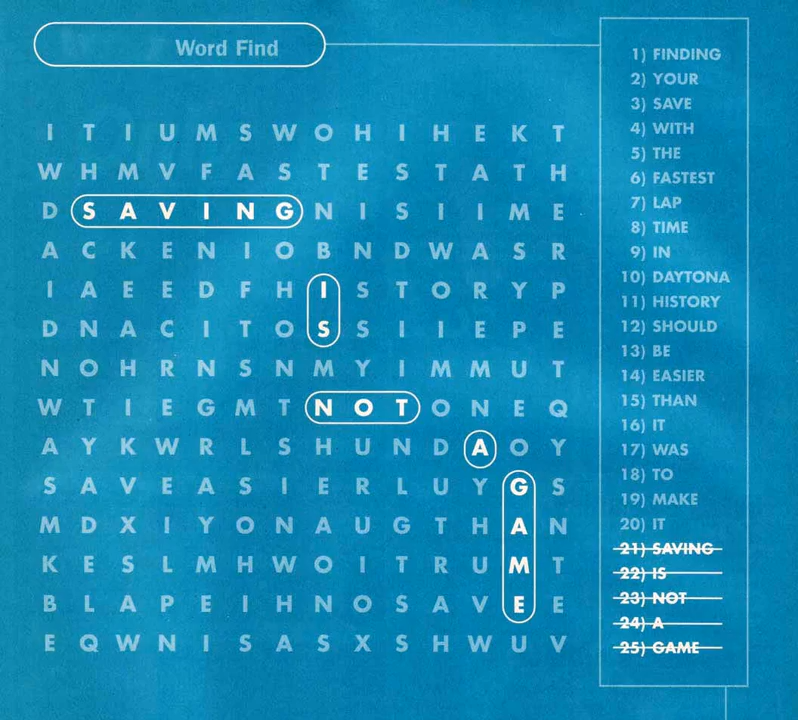 Word Find
I T I U M S W O H I H E K T
W H M V F A S T E S T A T H
D S A V I N G N I S I I M E
A C K E N I O B N D W A S R
I A E E D F H I S T O R Y P
D N A C I T O S S I I E P E
N O H R N S N M Y I M M U T
W T I E G M T N O T O N E Q
A Y K W R L S H U N D A O Y
S A V E A S I E R L U Y G S
M D X I Y O N A U G T H A N
K E S L M H W O I T R U M T
B L A P E I H N O S A V E E
E Q W N I S A S X S H W U V
1) FINDING
2) YOUR
3) SAVE
4) WITH
5) THE
6) FASTEST
7) LAP
8) TIME
9) IN
10) DAYTONA
11) HISTORY
12) SHOULD
13) BE
14) EASIER
15) THAN
16) IT
17) WAS
18) TO
19) MAKE
20) IT
21) SAVING
22) IS
23) NOT
24) A
25) GAME